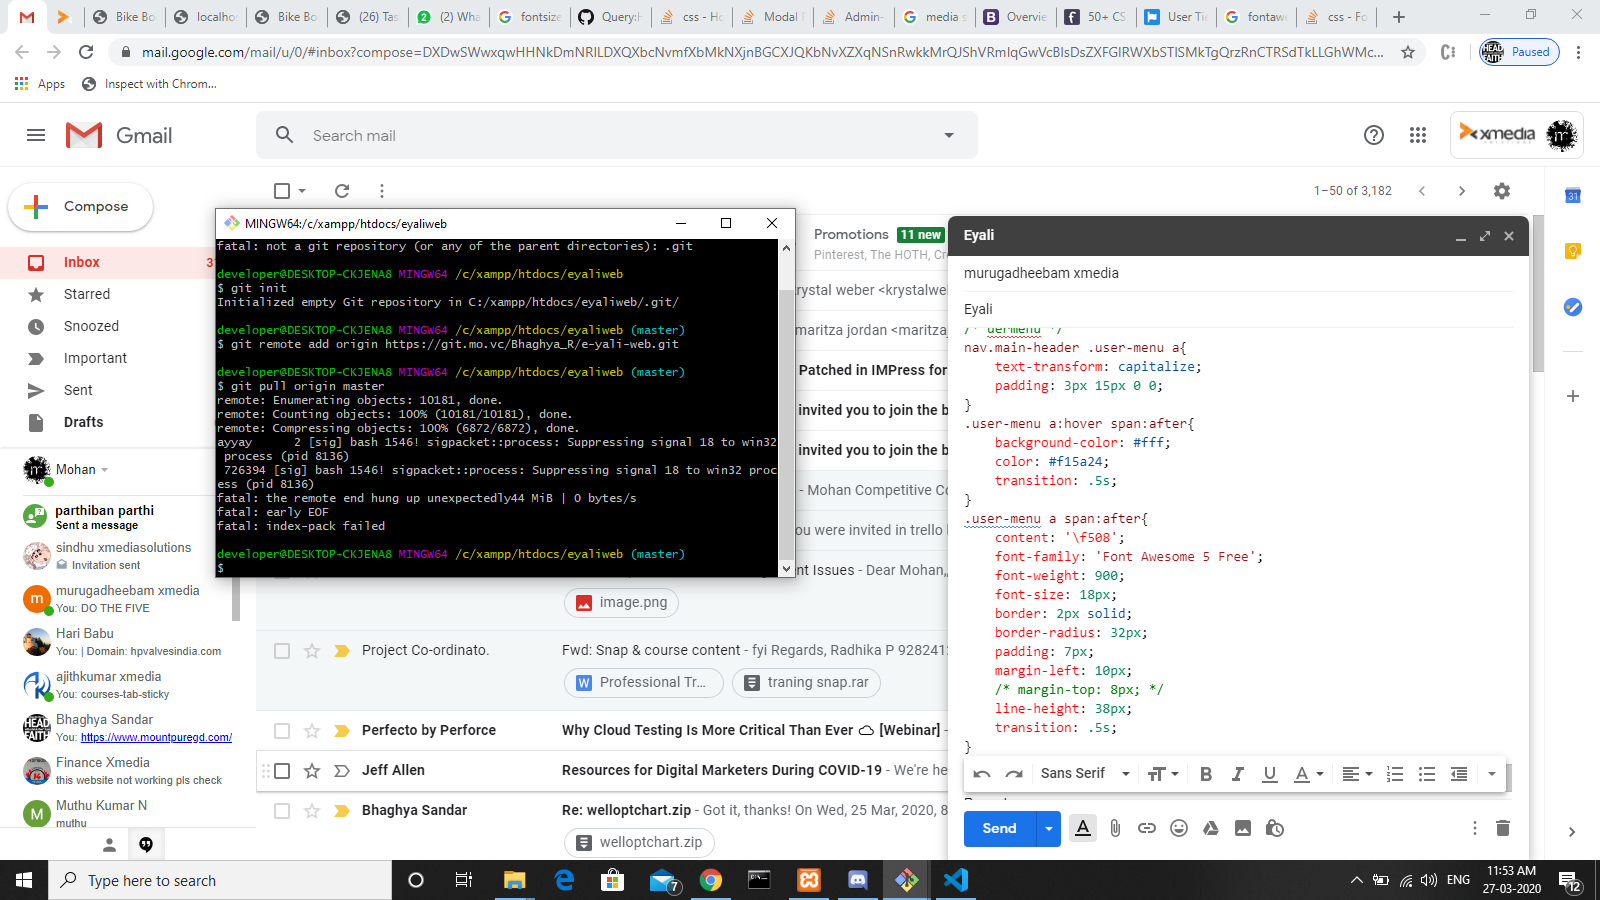 Bike Bo
localho
Bike Bo
(26) Tas
(2) Wha
fontsize
Query:H
css - Ho
Modal
Admin-
media s
Overvie
50+ CS
User Tie
fontawe
css - Fo
mail.google.com/mail/u/0/#inbox?compose=
Paused
Apps
Inspect with Chrom...
Gmail
Search mail
xmedia
Compose
1–50 of 3,182
Inbox
Starred
Snoozed
Important
Sent
Drafts
Mohan
parthiban parthi
Sent a message
sindhu xmediasolutions
Invitation sent
murugadheebam xmedia
You: DO THE FIVE
Hari Babu
You: | Domain: hpvalvesindia.com
ajithkumar xmedia
You: courses-tab-sticky
Bhaghya Sandar
You: https://www.mountpuregd.com/
Finance Xmedia
this website not working pls check
Muthu Kumar N
muthu
MINGW64:/c/xampp/htdocs/eyaliweb
fatal: not a git repository (or any of the parent directories): .git
developer@DESKTOP-CKJENA8 MINGW64 /c/xampp/htdocs/eyaliweb
$ git init
Initialized empty Git repository in C:/xampp/htdocs/eyaliweb/.git/
developer@DESKTOP-CKJENA8 MINGW64 /c/xampp/htdocs/eyaliweb (master)
$ git remote add origin https://git.mo.vc/Bhaghya_R/e-yali-web.git
developer@DESKTOP-CKJENA8 MINGW64 /c/xampp/htdocs/eyaliweb (master)
$ git pull origin master
remote: Enumerating objects: 10181, done.
remote: Counting objects: 100% (10181/10181), done.
remote: Compressing objects: 100% (6872/6872), done.
ayyay 2 [sig] bash 1546! sigpacket::process: Suppressing signal 18 to win32
process (pid 8136)
726394 [sig] bash 1546! sigpacket::process: Suppressing signal 18 to win32 proc
ess (pid 8136)
fatal: the remote end hung up unexpectedly44 MiB | 0 bytes/s
fatal: early EOF
fatal: index-pack failed
developer@DESKTOP-CKJENA8 MINGW64 /c/xampp/htdocs/eyaliweb (master)
$
Promotions 11 new
Pinterest, The HOTH, Cr
rystal weber <krystalwe
maritza jordan <maritza
Patched in IMPress for
invited you to join the b
invited you to join the b
- Mohan Competitive Co
ou were invited in trello
nt Issues - Dear Mohan,,
image.png
Project Co-ordinato.
Fwd: Snap & course content - fyi Regards, Radhika P 928241
Professional Tr...
traning snap.rar
Perfecto by Perforce
Why Cloud Testing Is More Critical Than Ever [Webinar] -
Jeff Allen
Resources for Digital Marketers During COVID-19 - We're he
Bhaghya Sandar
Re: welloptchart.zip - Got it, thanks! On Wed, 25 Mar, 2020, 8
welloptchart.zip
Eyali
murugadheebam xmedia
Eyali
/* uermenu */
nav.main-header .user-menu a{
text-transform: capitalize;
padding: 3px 15px 0 0;
}
.user-menu a:hover span:after{
background-color: #fff;
color: #f15a24;
transition: .5s;
}
.user-menu a span:after{
content: '\f508';
font-family: 'Font Awesome 5 Free';
font-weight: 900;
font-size: 18px;
border: 2px solid;
border-radius: 32px;
padding: 7px;
margin-left: 10px;
/* margin-top: 8px; */
line-height: 38px;
transition: .5s;
}
Sans Serif
Send
Type here to search
7
ENG
11:53 AM
27-03-2020
12